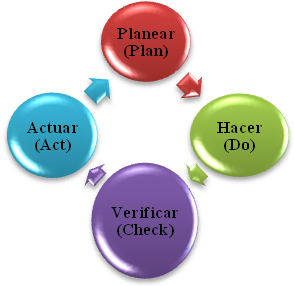 Planear
(Plan)
Hacer
(Do)
Verificar
(Check)
Actuar
(Act)